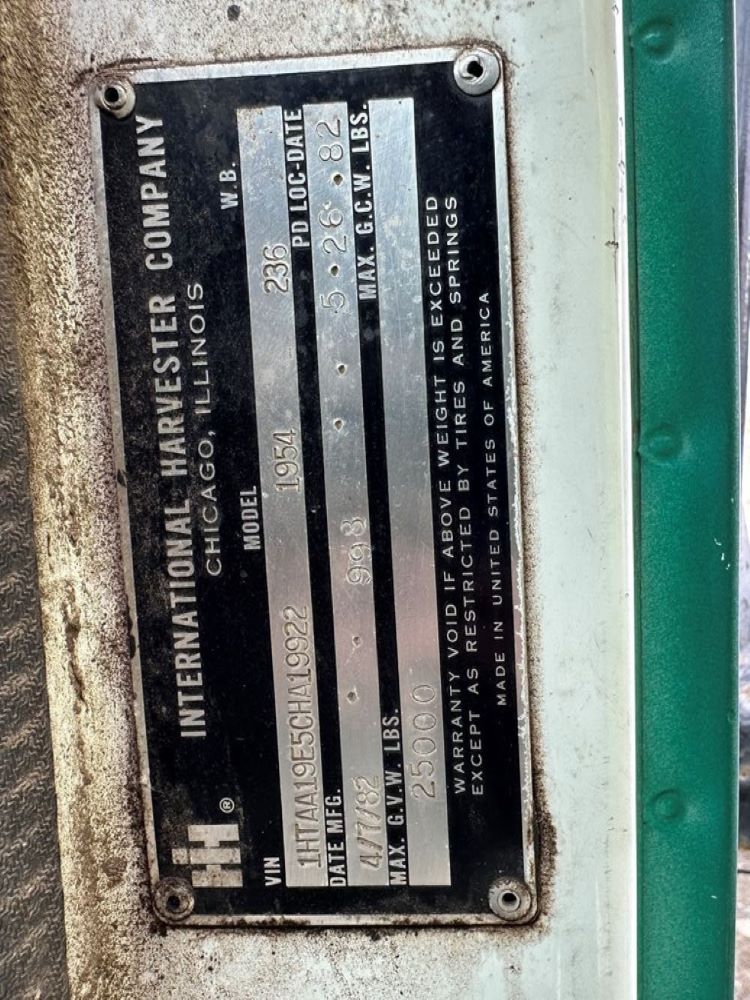 INTERNATIONAL HARVESTER COMPANY
CHICAGO, ILLINOIS
IH ®
VIN MODEL W.B.
1HTAA19E5CHA19922 1954 236
DATE MFG. PD LOC-DATE
4/7/82 998 5·26·82
MAX. G.V.W. LBS. MAX. G.C.W. LBS.
25000
WARRANTY VOID IF ABOVE WEIGHT IS EXCEEDED
EXCEPT AS RESTRICTED BY TIRES AND SPRINGS
MADE IN UNITED STATES OF AMERICA